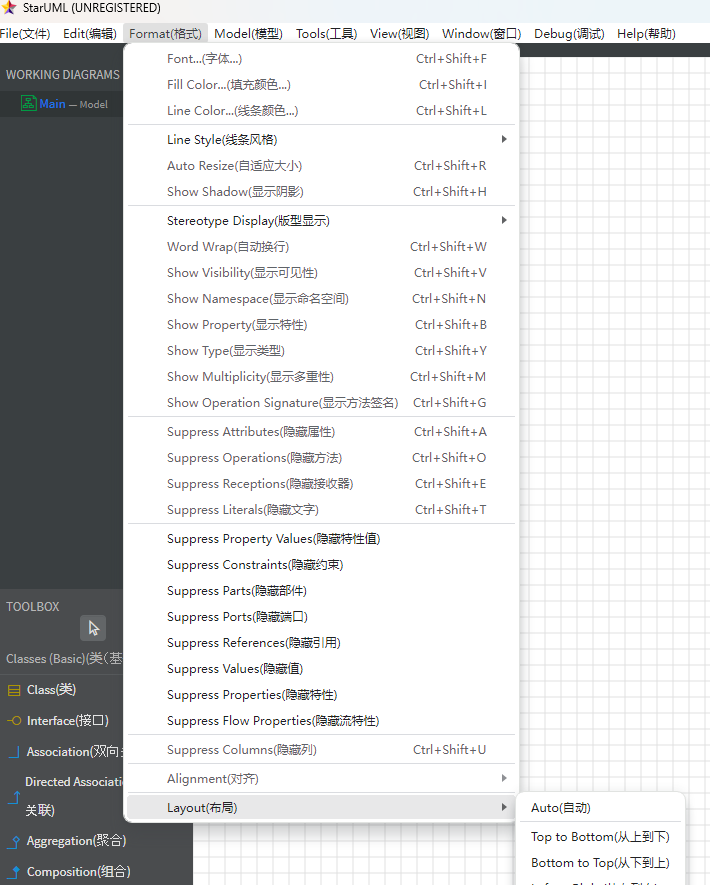 StarUML (UNREGISTERED)
File(文件) Edit(编辑) Format(格式) Model(模型) Tools(工具) View(视图) Window(窗口) Debug(调试) Help(帮助)
WORKING DIAGRAMS
Main — Model
Font...(字体...) Ctrl+Shift+F
Fill Color...(填充颜色...) Ctrl+Shift+I
Line Color...(线条颜色...) Ctrl+Shift+L
Line Style(线条风格)
Auto Resize(自适应大小) Ctrl+Shift+R
Show Shadow(显示阴影) Ctrl+Shift+H
Stereotype Display(版型显示)
Word Wrap(自动换行) Ctrl+Shift+W
Show Visibility(显示可见性) Ctrl+Shift+V
Show Namespace(显示命名空间) Ctrl+Shift+N
Show Property(显示特性) Ctrl+Shift+B
Show Type(显示类型) Ctrl+Shift+Y
Show Multiplicity(显示多重性) Ctrl+Shift+M
Show Operation Signature(显示方法签名) Ctrl+Shift+G
Suppress Attributes(隐藏属性) Ctrl+Shift+A
Suppress Operations(隐藏方法) Ctrl+Shift+O
Suppress Receptions(隐藏接收器) Ctrl+Shift+E
Suppress Literals(隐藏文字) Ctrl+Shift+T
Suppress Property Values(隐藏特性值)
Suppress Constraints(隐藏约束)
Suppress Parts(隐藏部件)
Suppress Ports(隐藏端口)
Suppress References(隐藏引用)
Suppress Values(隐藏值)
Suppress Properties(隐藏特性)
Suppress Flow Properties(隐藏流特性)
Suppress Columns(隐藏列) Ctrl+Shift+U
Alignment(对齐)
Layout(布局)
Auto(自动)
Top to Bottom(从上到下)
Bottom to Top(从下到上)
TOOLBOX
Classes (Basic)(类(基
Class(类)
Interface(接口)
Association(双向
Directed Associati
关联)
Aggregation(聚合)
Composition(组合)